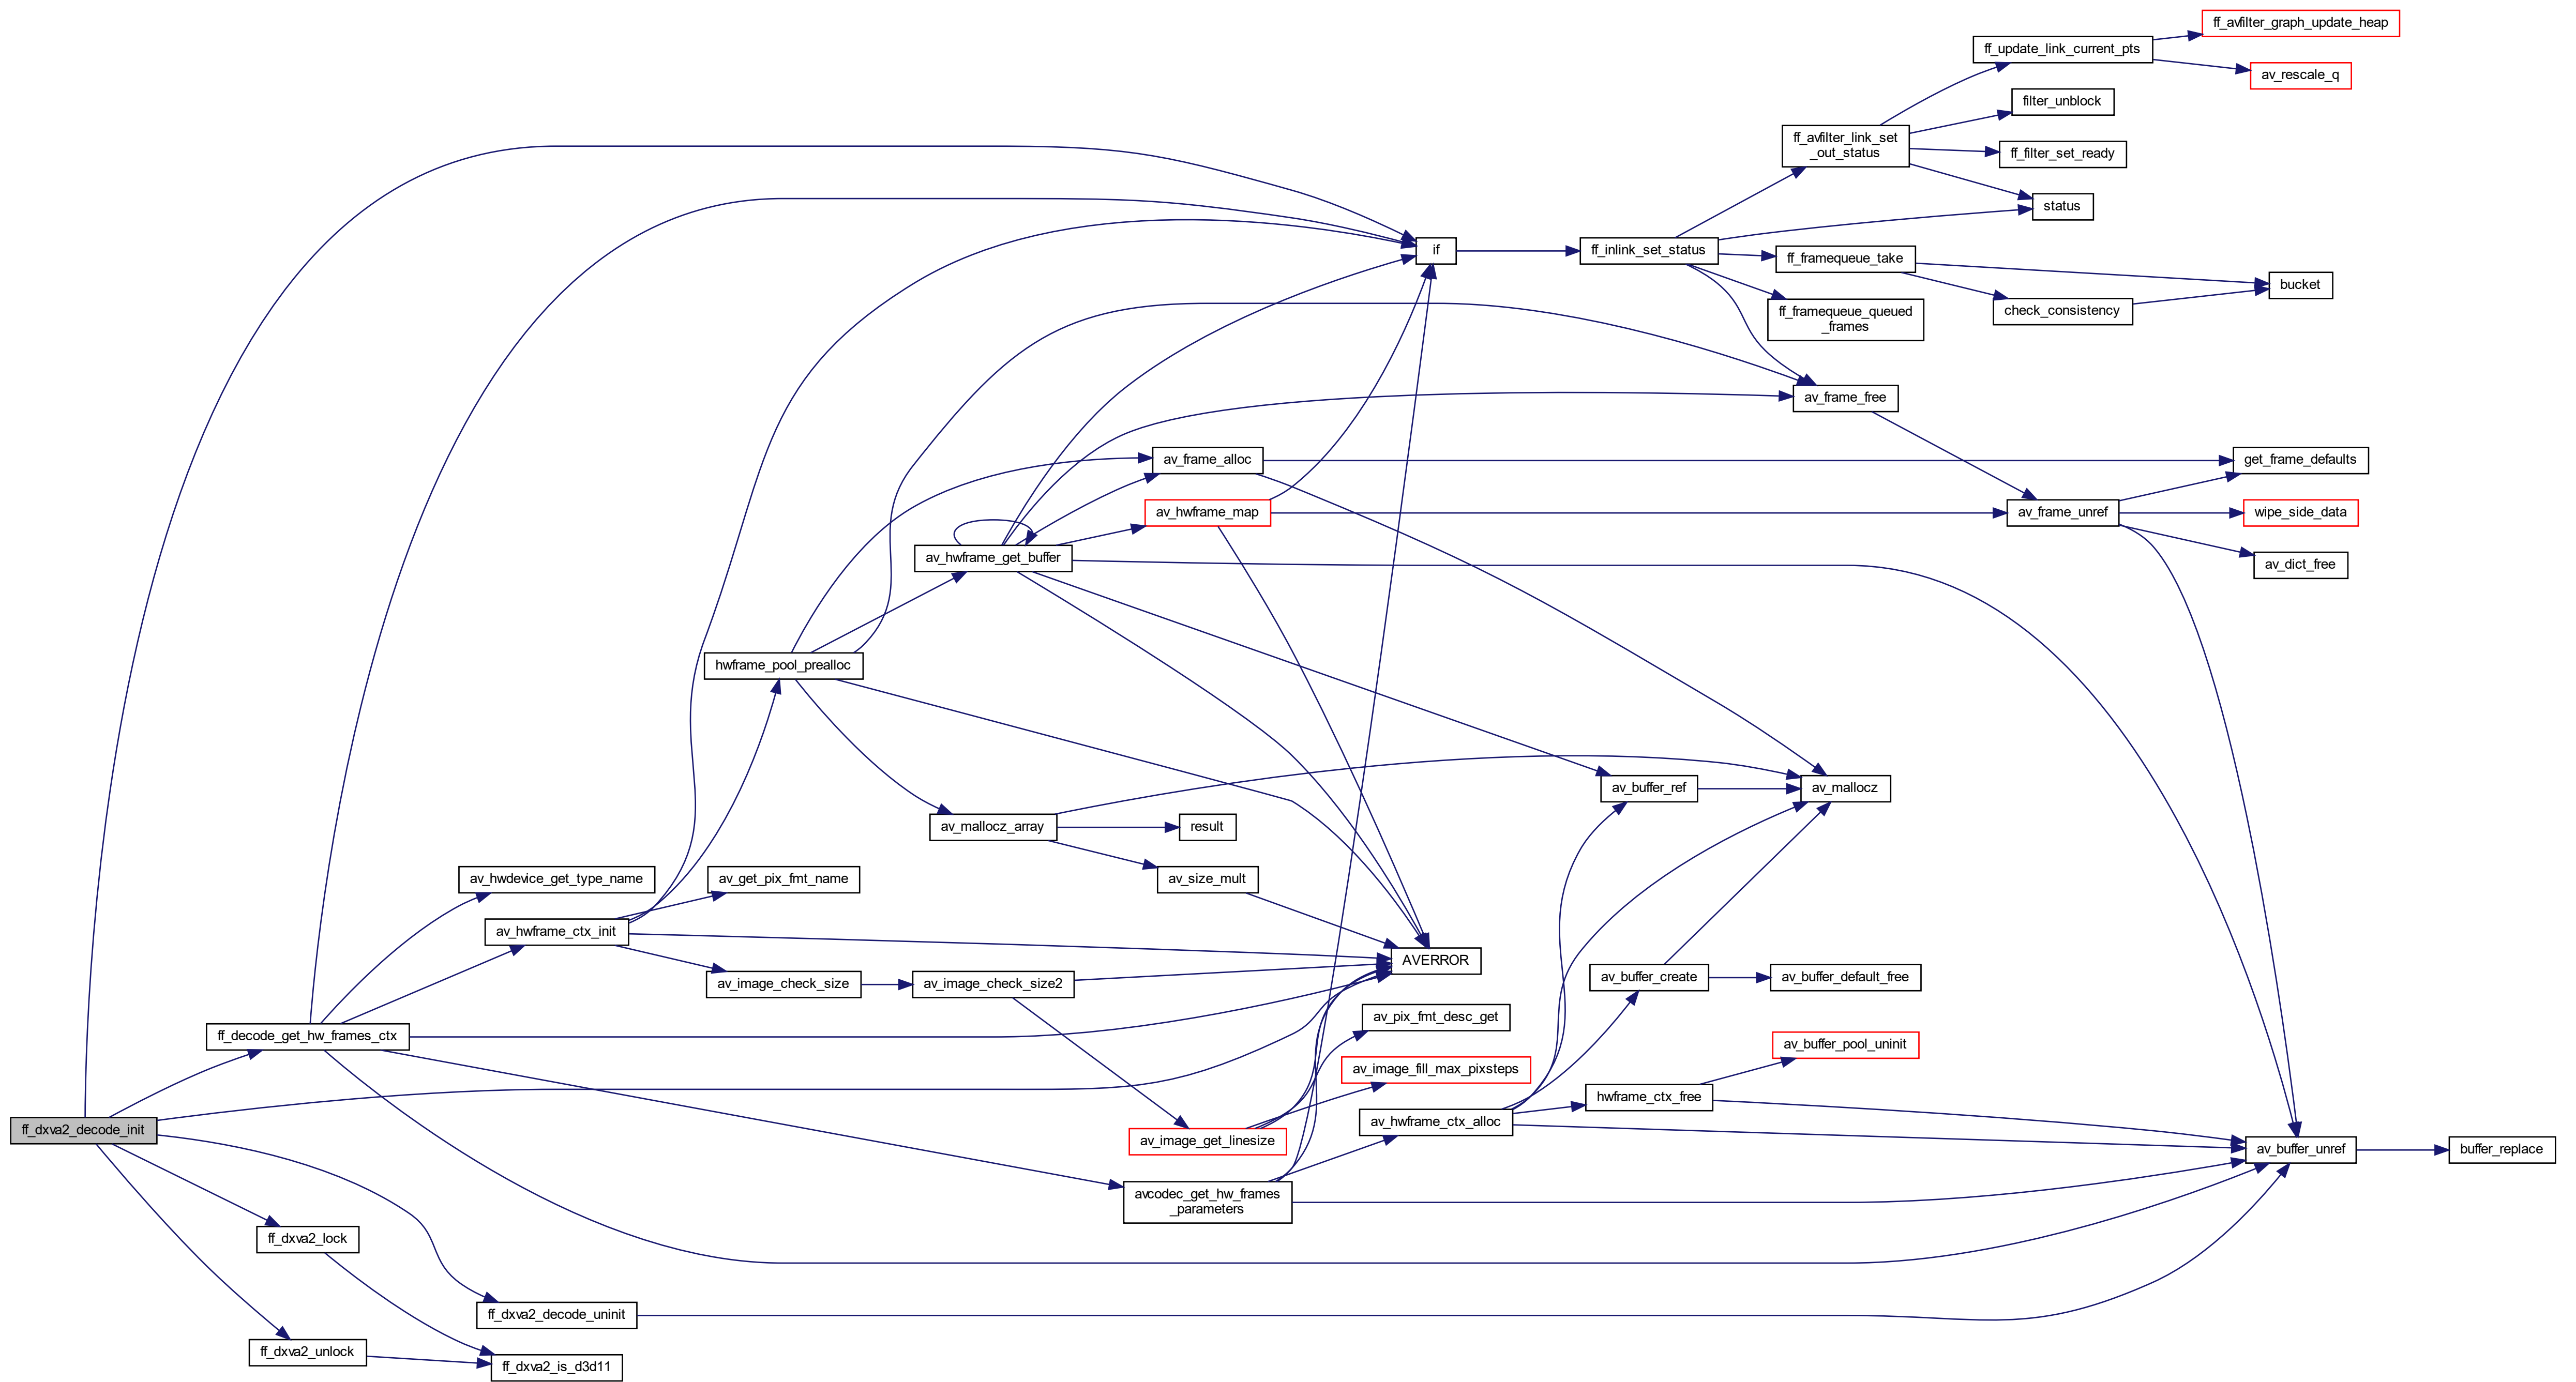 ff_avfilter_graph_update_heap
ff_update_link_current_pts
av_rescale_q
filter_unblock
ff_avfilter_link_set
_out_status
ff_filter_set_ready
status
if
ff_inlink_set_status
ff_framequeue_take
bucket
check_consistency
ff_framequeue_queued
_frames
av_frame_free
av_frame_alloc
get_frame_defaults
av_hwframe_map
av_frame_unref
wipe_side_data
av_hwframe_get_buffer
av_dict_free
hwframe_pool_prealloc
av_buffer_ref
av_mallocz
av_mallocz_array
result
av_hwdevice_get_type_name
av_get_pix_fmt_name
av_size_mult
av_hwframe_ctx_init
AVERROR
av_image_check_size
av_image_check_size2
av_buffer_create
av_buffer_default_free
av_pix_fmt_desc_get
ff_decode_get_hw_frames_ctx
av_buffer_pool_uninit
av_image_fill_max_pixsteps
hwframe_ctx_free
ff_dxva2_decode_init
av_hwframe_ctx_alloc
av_image_get_linesize
av_buffer_unref
buffer_replace
avcodec_get_hw_frames
_parameters
ff_dxva2_lock
ff_dxva2_decode_uninit
ff_dxva2_unlock
ff_dxva2_is_d3d11